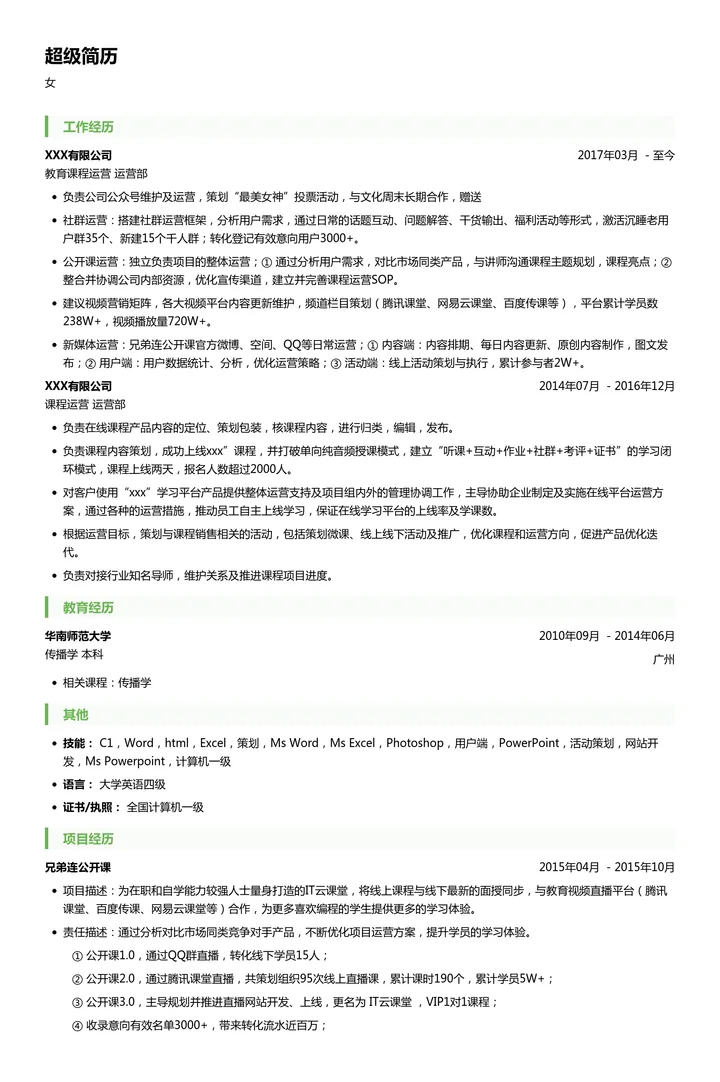 超级简历
女
工作经历
XXX有限公司 2017年03月 - 至今
教育课程运营 运营部
• 负责公司公众号维护及运营，策划“最美女神”投票活动，与文化周末长期合作，赠送
• 社群运营：搭建社群运营框架，分析用户需求，通过日常的话题互动、问题解答、干货输出、福利活动等形式，激活沉睡老用
户群35个、新建15个千人群；转化登记有效意向用户3000+。
• 公开课运营：独立负责项目的整体运营；① 通过分析用户需求，对比市场同类产品，与讲师沟通课程主题规划，课程亮点；②
整合并协调公司内部资源，优化宣传渠道，建立并完善课程运营SOP。
• 建议视频营销矩阵，各大视频平台内容更新维护，频道栏目策划（腾讯课堂、网易云课堂、百度传课等），平台累计学员数
238W+，视频播放量720W+。
• 新媒体运营：兄弟连公开课官方微博、空间、QQ等日常运营；① 内容端：内容排期、每日内容更新、原创内容制作，图文发
布；② 用户端：用户数据统计、分析，优化运营策略；③ 活动端：线上活动策划与执行，累计参与者2W+。
XXX有限公司 2014年07月 - 2016年12月
课程运营 运营部
• 负责在线课程产品内容的定位、策划包装，核课程内容，进行归类，编辑，发布。
• 负责课程内容策划，成功上线xxx”课程，并打破单向纯音频授课模式，建立“听课+互动+作业+社群+考评+证书”的学习闭
环模式，课程上线两天，报名人数超过2000人。
• 对客户使用“xxx”学习平台产品提供整体运营支持及项目组内外的管理协调工作，主导协助企业制定及实施在线平台运营方
案，通过各种的运营措施，推动员工自主上线学习，保证在线学习平台的上线率及学课数。
• 根据运营目标，策划与课程销售相关的活动，包括策划微课、线上线下活动及推广，优化课程和运营方向，促进产品优化迭
代。
• 负责对接行业知名导师，维护关系及推进课程项目进度。
教育经历
华南师范大学 2010年09月 - 2014年06月
传播学 本科 广州
• 相关课程：传播学
其他
• 技能： C1，Word，html，Excel，策划，Ms Word，Ms Excel，Photoshop，用户端，PowerPoint，活动策划，网站开
发，Ms Powerpoint，计算机一级
• 语言： 大学英语四级
• 证书/执照： 全国计算机一级
项目经历
兄弟连公开课 2015年04月 - 2015年10月
• 项目描述：为在职和自学能力较强人士量身打造的IT云课堂，将线上课程与线下最新的面授同步，与教育视频直播平台（腾讯
课堂、百度传课、网易云课堂等）合作，为更多喜欢编程的学生提供更多的学习体验。
• 责任描述：通过分析对比市场同类竞争对手产品，不断优化项目运营方案，提升学员的学习体验。
① 公开课1.0，通过QQ群直播，转化线下学员15人；
② 公开课2.0，通过腾讯课堂直播，共策划组织95次线上直播课，累计课时190个，累计学员5W+；
③ 公开课3.0，主导规划并推进直播网站开发、上线，更名为 IT云课堂 ，VIP1对1课程；
④ 收录意向有效名单3000+，带来转化流水近百万；